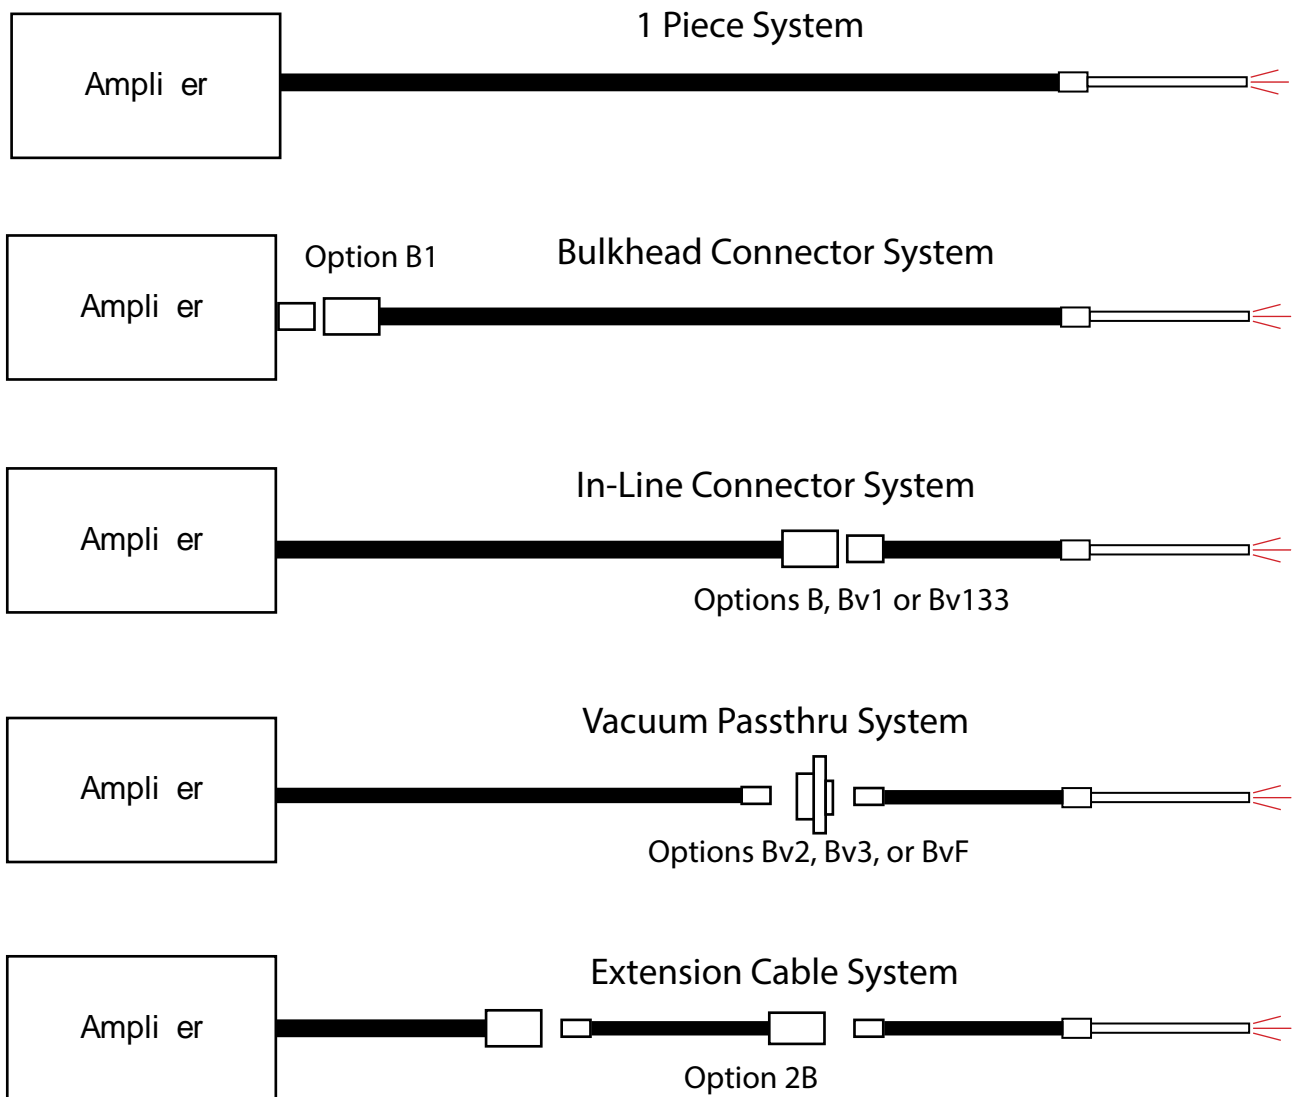 1 Piece System
Ampli er
Option B1
Bulkhead Connector System
Ampli er
In-Line Connector System
Ampli er
Options B, Bv1 or Bv133
Vacuum Passthru System
Ampli er
Options Bv2, Bv3, or BvF
Extension Cable System
Ampli er
Option 2B